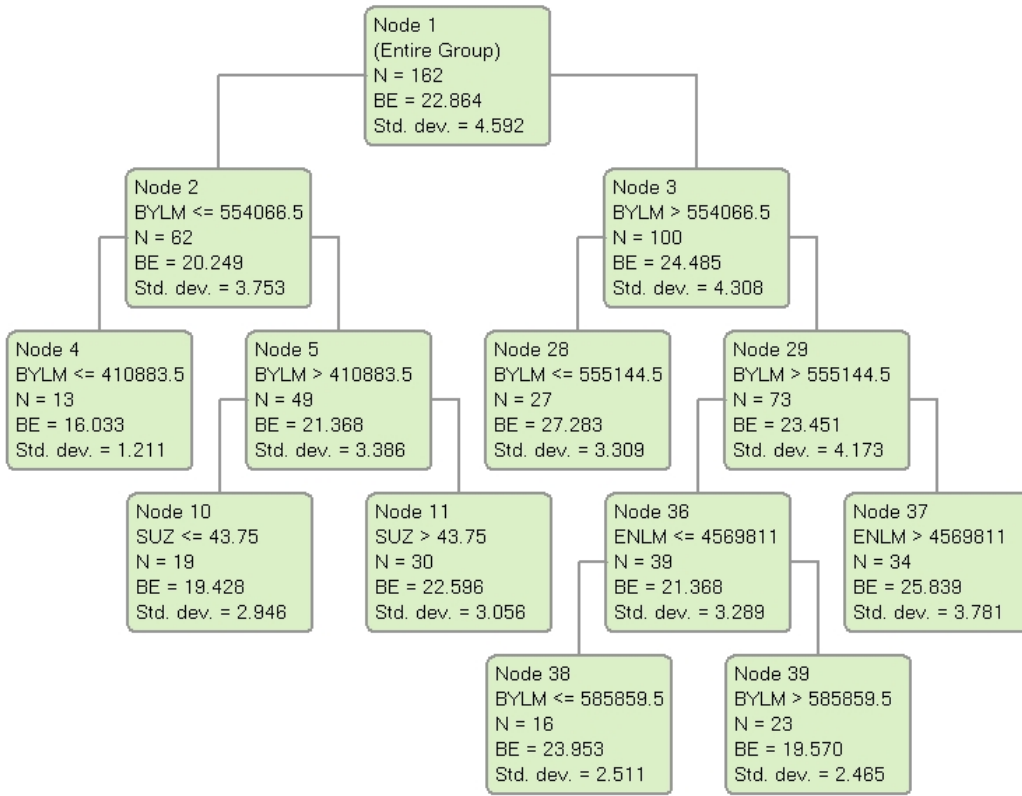 Node 1
(Entire Group)
N = 162
BE = 22.864
Std. dev. = 4.592
Node 2
BYLM <= 554066.5
N = 62
BE = 20.249
Std. dev. = 3.753
Node 3
BYLM > 554066.5
N = 100
BE = 24.485
Std. dev. = 4.308
Node 4
BYLM <= 410883.5
N = 13
BE = 16.033
Std. dev. = 1.211
Node 5
BYLM > 410883.5
N = 49
BE = 21.368
Std. dev. = 3.386
Node 28
BYLM <= 555144.5
N = 27
BE = 27.283
Std. dev. = 3.309
Node 29
BYLM > 555144.5
N = 73
BE = 23.451
Std. dev. = 4.173
Node 10
SUZ <= 43.75
N = 19
BE = 19.428
Std. dev. = 2.946
Node 11
SUZ > 43.75
N = 30
BE = 22.596
Std. dev. = 3.056
Node 36
ENLM <= 4569811
N = 39
BE = 21.368
Std. dev. = 3.289
Node 37
ENLM > 4569811
N = 34
BE = 25.839
Std. dev. = 3.781
Node 38
BYLM <= 585859.5
N = 16
BE = 23.953
Std. dev. = 2.511
Node 39
BYLM > 585859.5
N = 23
BE = 19.570
Std. dev. = 2.465